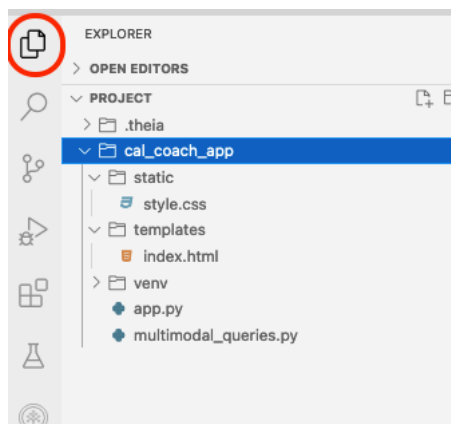 EXPLORER
OPEN EDITORS
PROJECT
.theia
cal_coach_app
static
style.css
templates
index.html
venv
app.py
multimodal_queries.py